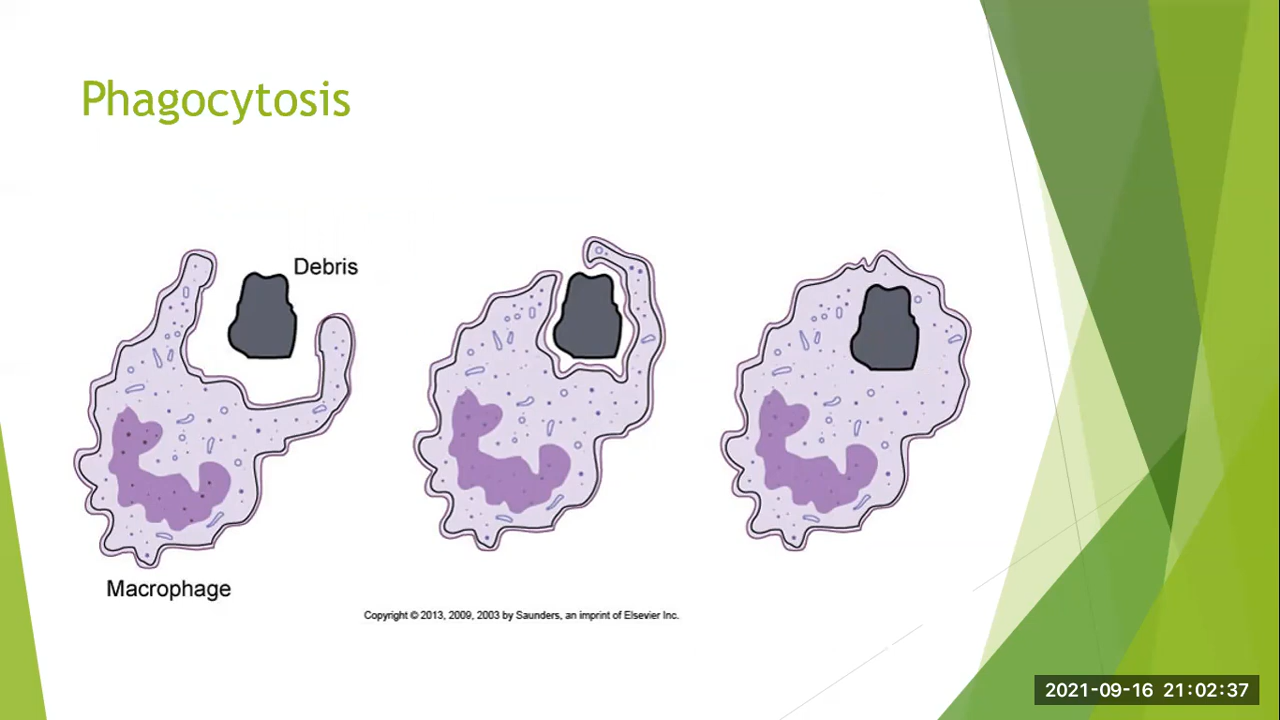 Phagocytosis
Debris
Macrophage
Copyright © 2013, 2009, 2003 by Saunders, an imprint of Elsevier Inc.
2021-09-16 21:02:37